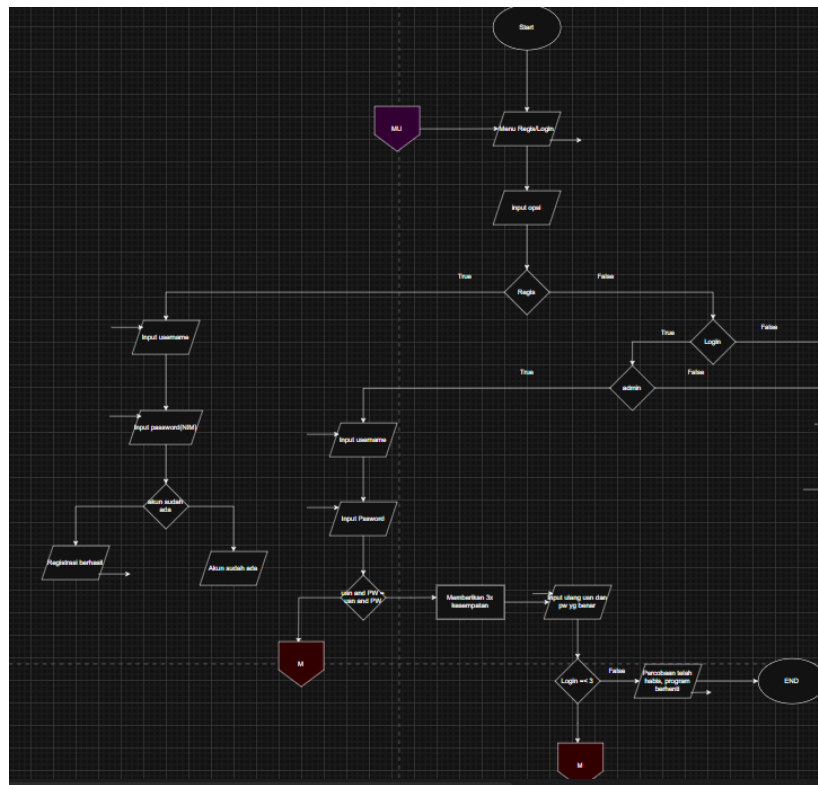 Start
MU
Menu Regis/Login
Input opsi
True
False
Regis
True
False
Login
Input username
True
False
admin
Input password(NIM)
Input username
akun sudah
ada
Input Pasword
Registrasi berhasil
Akun sudah ada
usn and PW =
usn and PW
Memberikan 3x
kesempatan
Input ulang usn dan
pw yg benar
M
Login =< 3
False
Percobaan telah
habis, program
berhenti
END
M